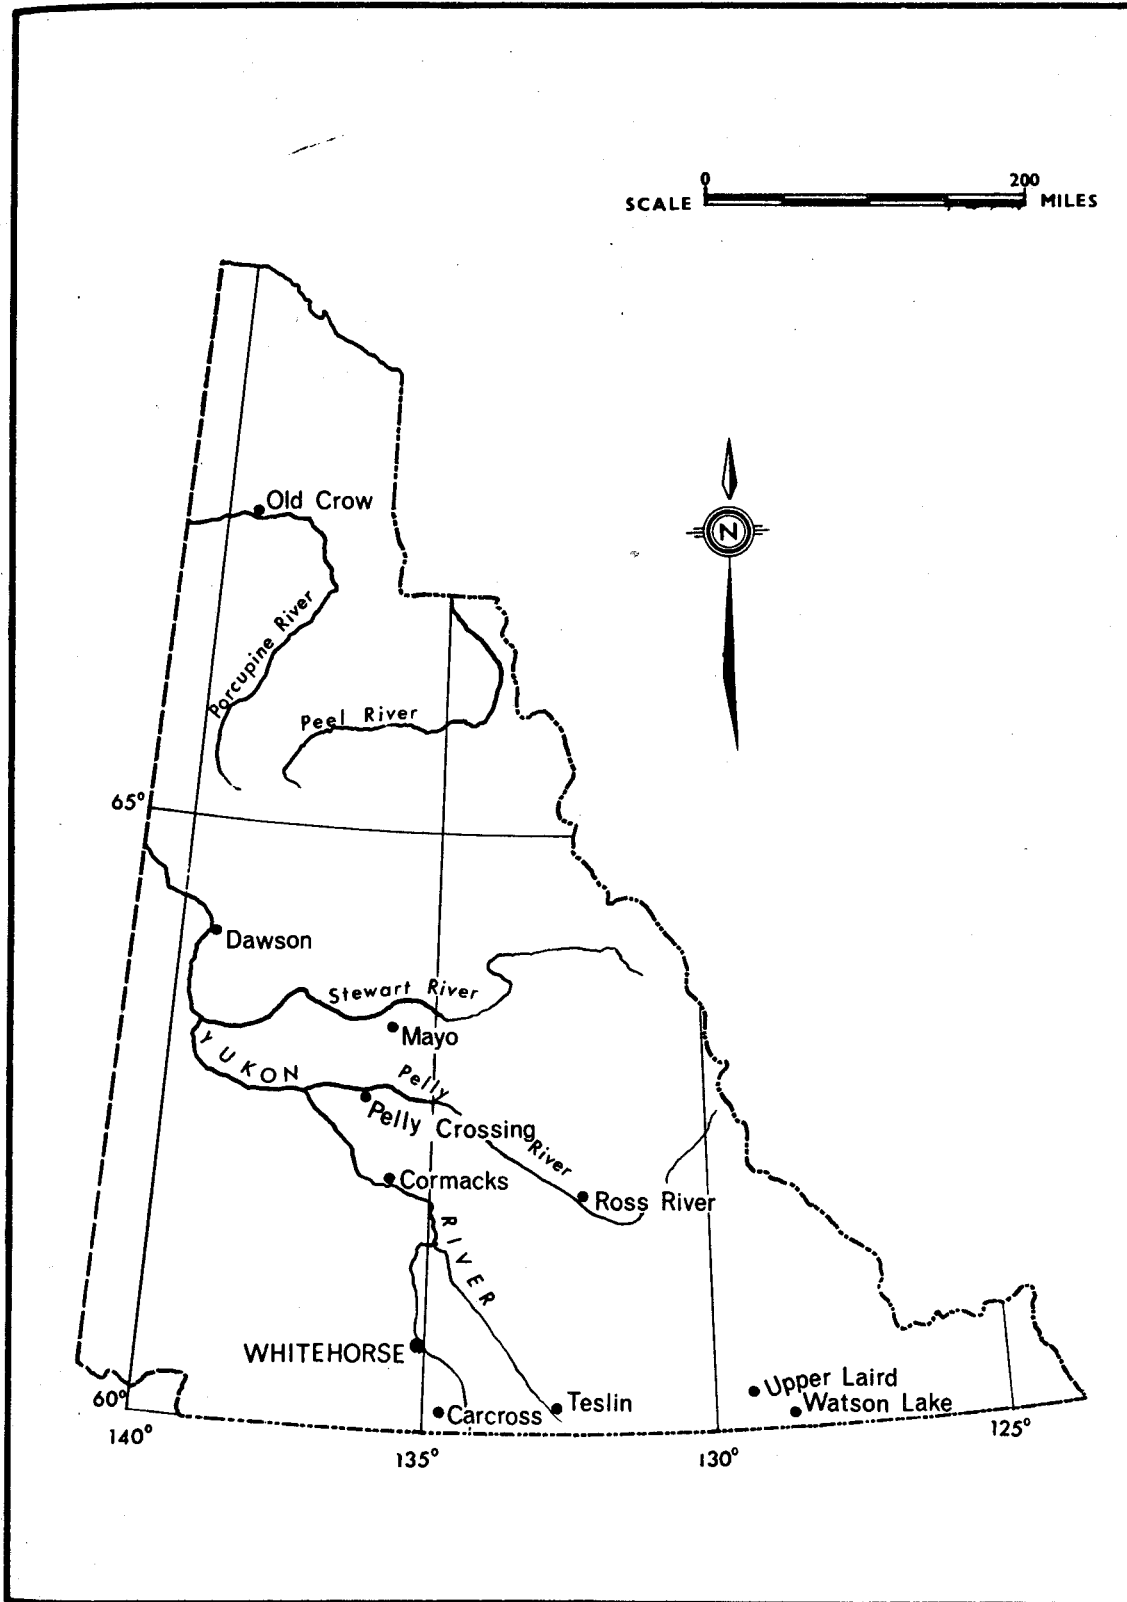 0 200
SCALE MILES
Old Crow
N
Porcupine River
Peel River
65°
Dawson
Stewart River
Mayo
YUKON
Pelly
Pelly Crossing
River
Cormacks
Ross River
RIVER
WHITEHORSE
Upper Laird
60°
Carcross
Teslin
Watson Lake
140°
135°
130°
125°